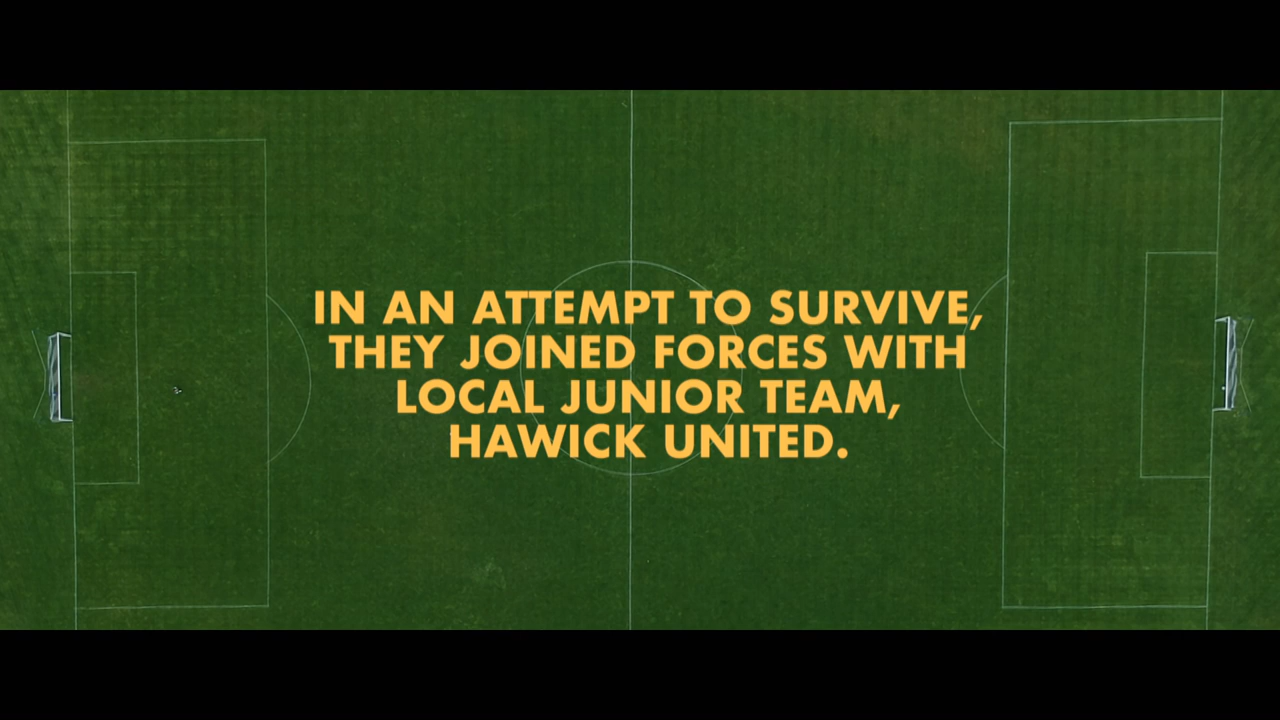 IN AN ATTEMPT TO SURVIVE,
THEY JOINED FORCES WITH
LOCAL JUNIOR TEAM,
HAWICK UNITED.